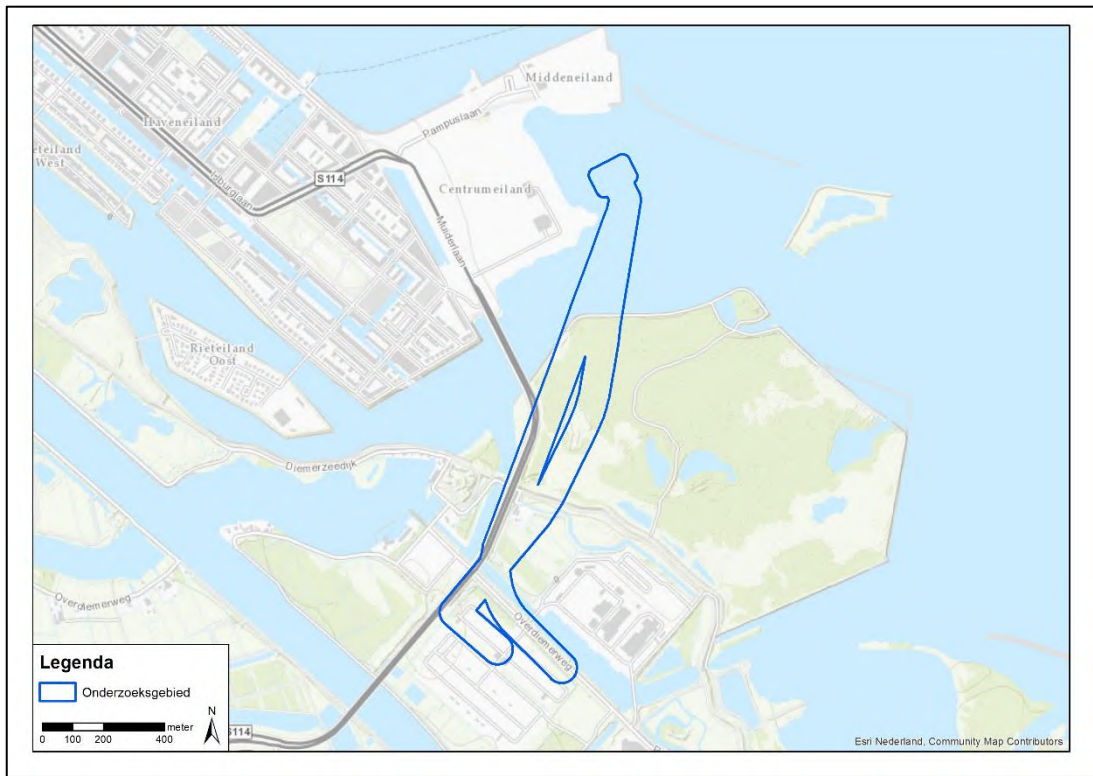 Middeneiland
Pampuslaan
Haveneiland
West
S114
IJburglaan
Centrumeiland
Muiderlaan
Rieteiland
Oost
Diemerzeedijk
Overdiemerweg
Overdiemerweg
Legenda
Onderzoeksgebied
meter
0 100 200 400
N
S114
Esri Nederland, Community Map Contributors